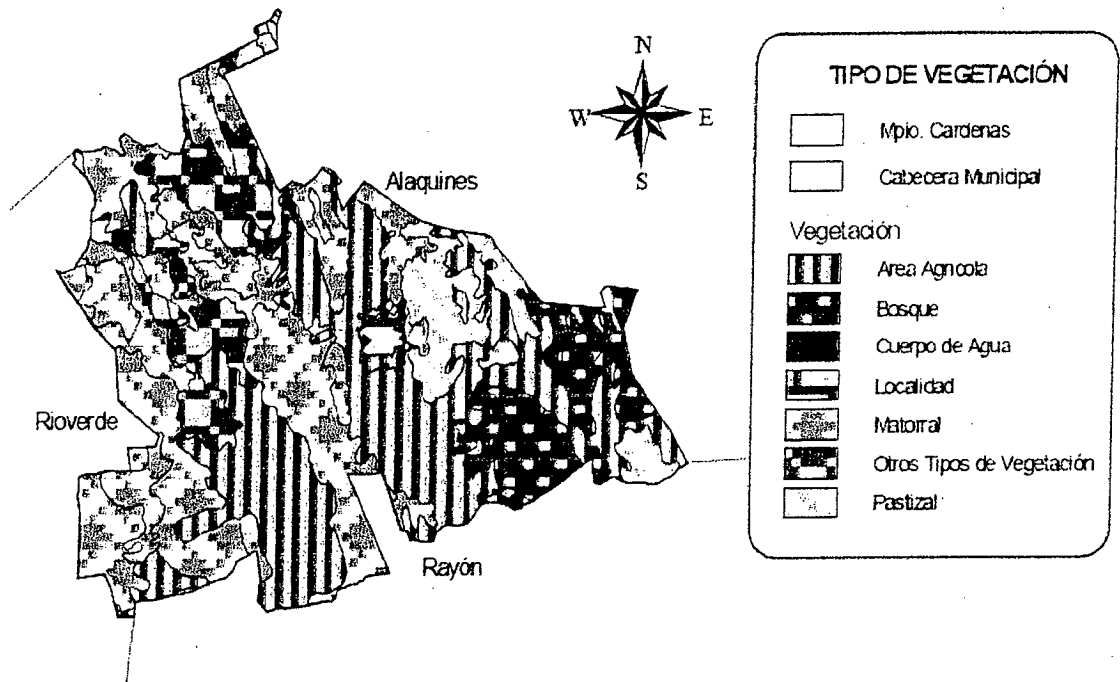 N
W E
S
Alaquines
Rioverde
Rayón
TIPO DE VEGETACIÓN
Mpio. Cardenas
Cabecera Municipal
Vegetación
Area Agricola
Bosque
Cuerpo de Agua
Localidad
Matorral
Otros Tipos de Vegetación
Pastizal